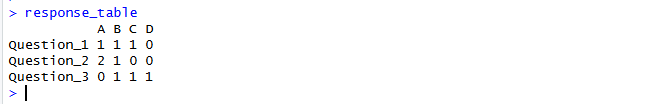 > response_table
           A B C D
Question_1 1 1 1 0
Question_2 2 1 0 0
Question_3 0 1 1 1
>